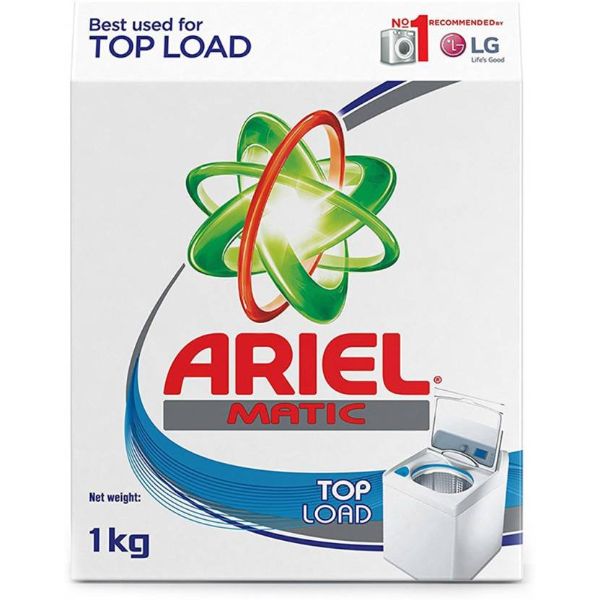 Best used for
TOP LOAD
No1 RECOMMENDED BY
LG
Life's Good
ARIEL®
MATIC
TOP
LOAD
Net weight:
1kg